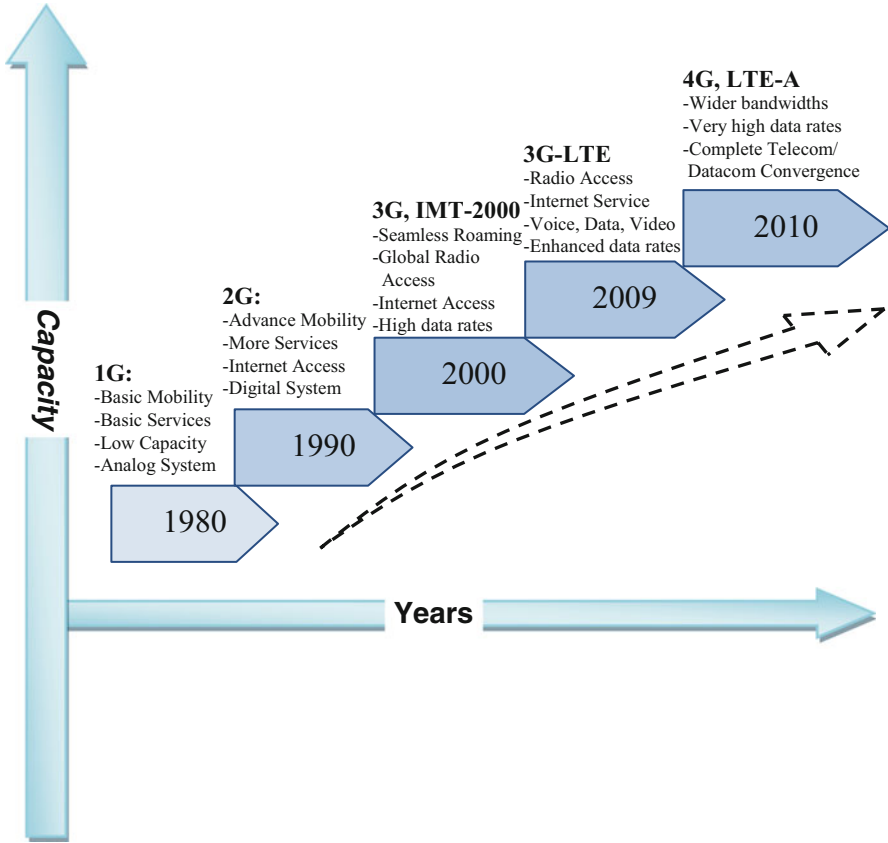 4G, LTE-A
-Wider bandwidths
-Very high data rates
-Complete Telecom/
Datacom Convergence
2010
3G-LTE
-Radio Access
-Internet Service
-Voice, Data, Video
-Enhanced data rates
2009
3G, IMT-2000
-Seamless Roaming
-Global Radio
Access
-Internet Access
-High data rates
2000
2G:
-Advance Mobility
-More Services
-Internet Access
-Digital System
1990
1G:
-Basic Mobility
-Basic Services
-Low Capacity
-Analog System
1980
Capacity
Years